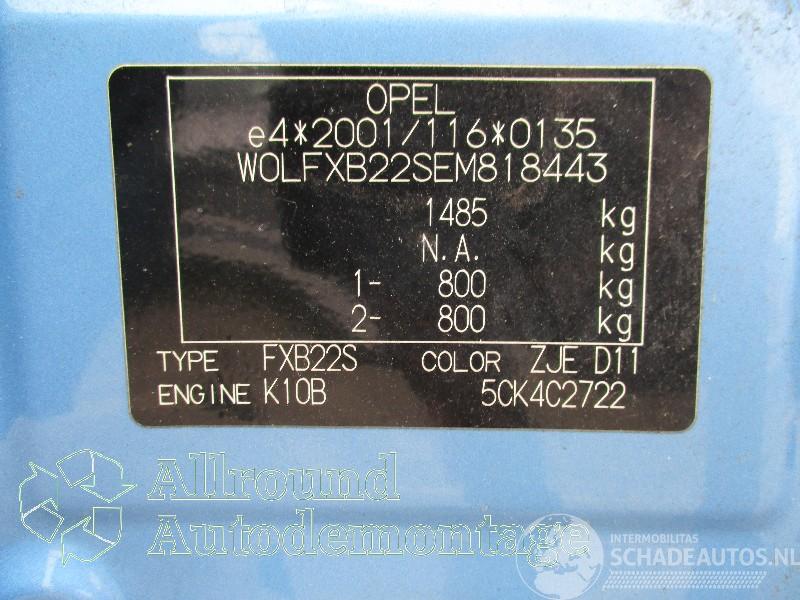 OPEL
e4*2001/116*0135
W0LFXB22SEM818443
1485 kg
N.A. kg
1- 800 kg
2- 800 kg
TYPE FXB22S COLOR ZJE D11
ENGINE K10B 5CK4C2722
Allround
Autodemontage
INTERMOBILITAS
SCHADEAUTOS.NL